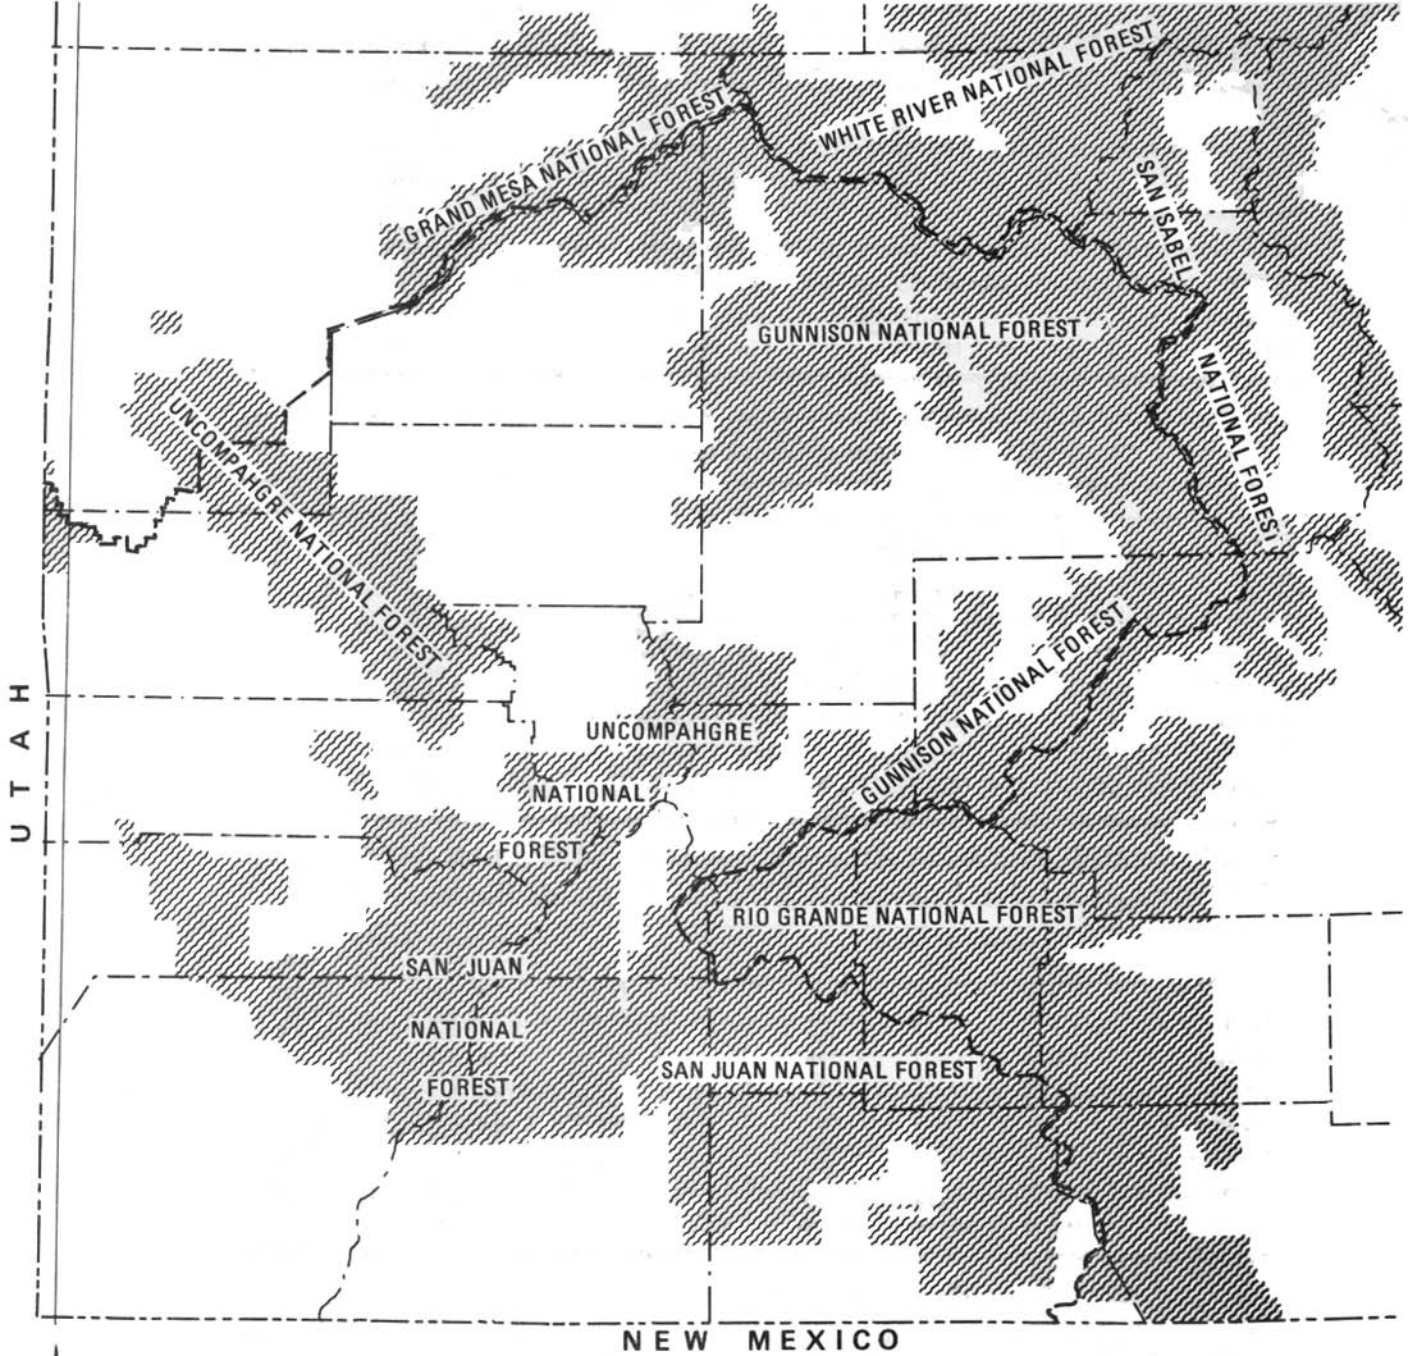 WHITE RIVER NATIONAL FOREST
GRAND MESA NATIONAL FOREST
SAN ISABEL
NATIONAL FOREST
GUNNISON NATIONAL FOREST
UNCOMPAHGRE NATIONAL FOREST
GUNNISON NATIONAL FOREST
UTAH
UNCOMPAHGRE
NATIONAL
FOREST
RIO GRANDE NATIONAL FOREST
SAN JUAN
NATIONAL
FOREST
SAN JUAN NATIONAL FOREST
NEW MEXICO